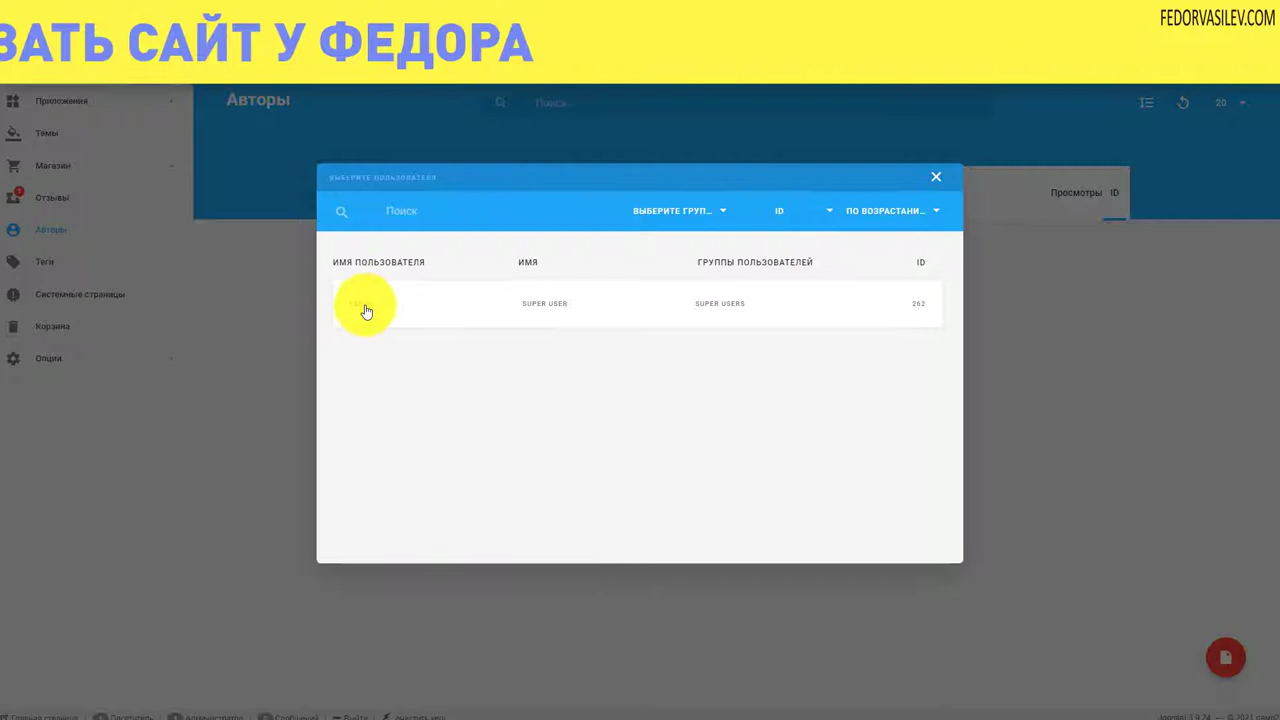 ЗАТЬ САЙТ У ФЕДОРА
FEDORVASILEV.COM
Приложения
Авторы
Поиск
20
Темы
Магазин
Отзывы
Авторы
Теги
Системные страницы
Корзина
Опции
Просмотры ID
ВЫБЕРИТЕ ПОЛЬЗОВАТЕЛЯ
Поиск
ВЫБЕРИТЕ ГРУП...
ID
ПО ВОЗРАСТАНИ...
ИМЯ ПОЛЬЗОВАТЕЛЯ
ИМЯ
ГРУППЫ ПОЛЬЗОВАТЕЛЕЙ
ID
SUPER USER
SUPER USERS
262